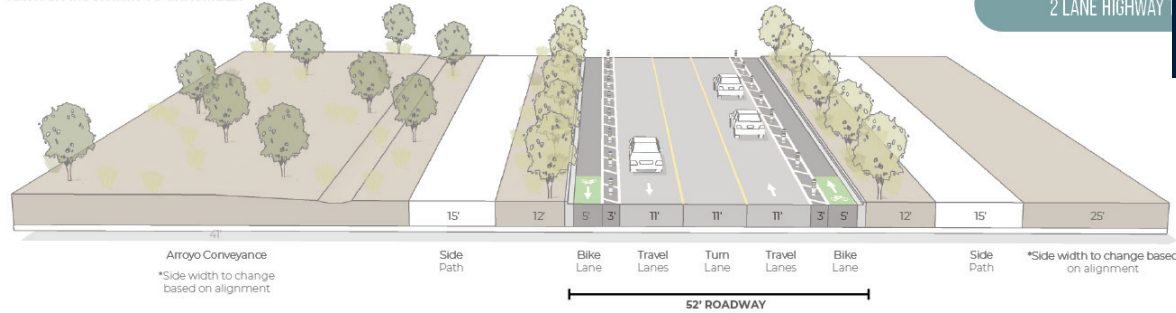 2 LANE HIGHWAY
15'
12'
5'
3'
11'
11'
11'
3'
5'
12'
15'
25'
41'
Arroyo Conveyance
*Side width to change
based on alignment
Side
Path
Bike
Lane
Travel
Lanes
Turn
Lane
Travel
Lanes
Bike
Lane
Side
Path
*Side width to change based
on alignment
52' ROADWAY